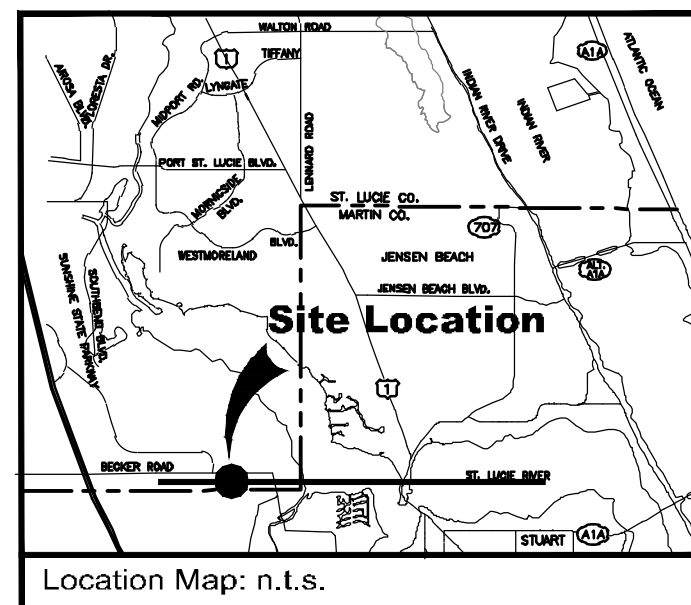 WALTON ROAD
TIFFANY
1
A1A
ATLANTIC OCEAN
AROSA BLVD.
FLORESTA DR.
MIDPORT RD.
LYNGATE
INDIAN RIVER DRIVE
INDIAN RIVER
LENNARD ROAD
PORT ST. LUCIE BLVD.
MORNINGSIDE BLVD.
ST. LUCIE CO.
MARTIN CO.
707
WESTMORELAND BLVD.
JENSEN BEACH
ALT. A1A
JENSEN BEACH BLVD.
SOUTHBEND BLVD.
SUNSHINE STATE PARKWAY
Site Location
1
BECKER ROAD
ST. LUCIE RIVER
STUART
A1A
Location Map: n.t.s.